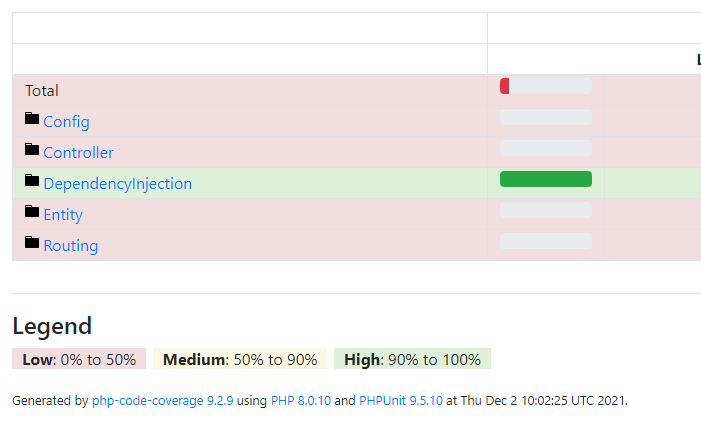 Total
Config
Controller
DependencyInjection
Entity
Routing
Legend
Low: 0% to 50% Medium: 50% to 90% High: 90% to 100%
Generated by php-code-coverage 9.2.9 using PHP 8.0.10 and PHPUnit 9.5.10 at Thu Dec 2 10:02:25 UTC 2021.